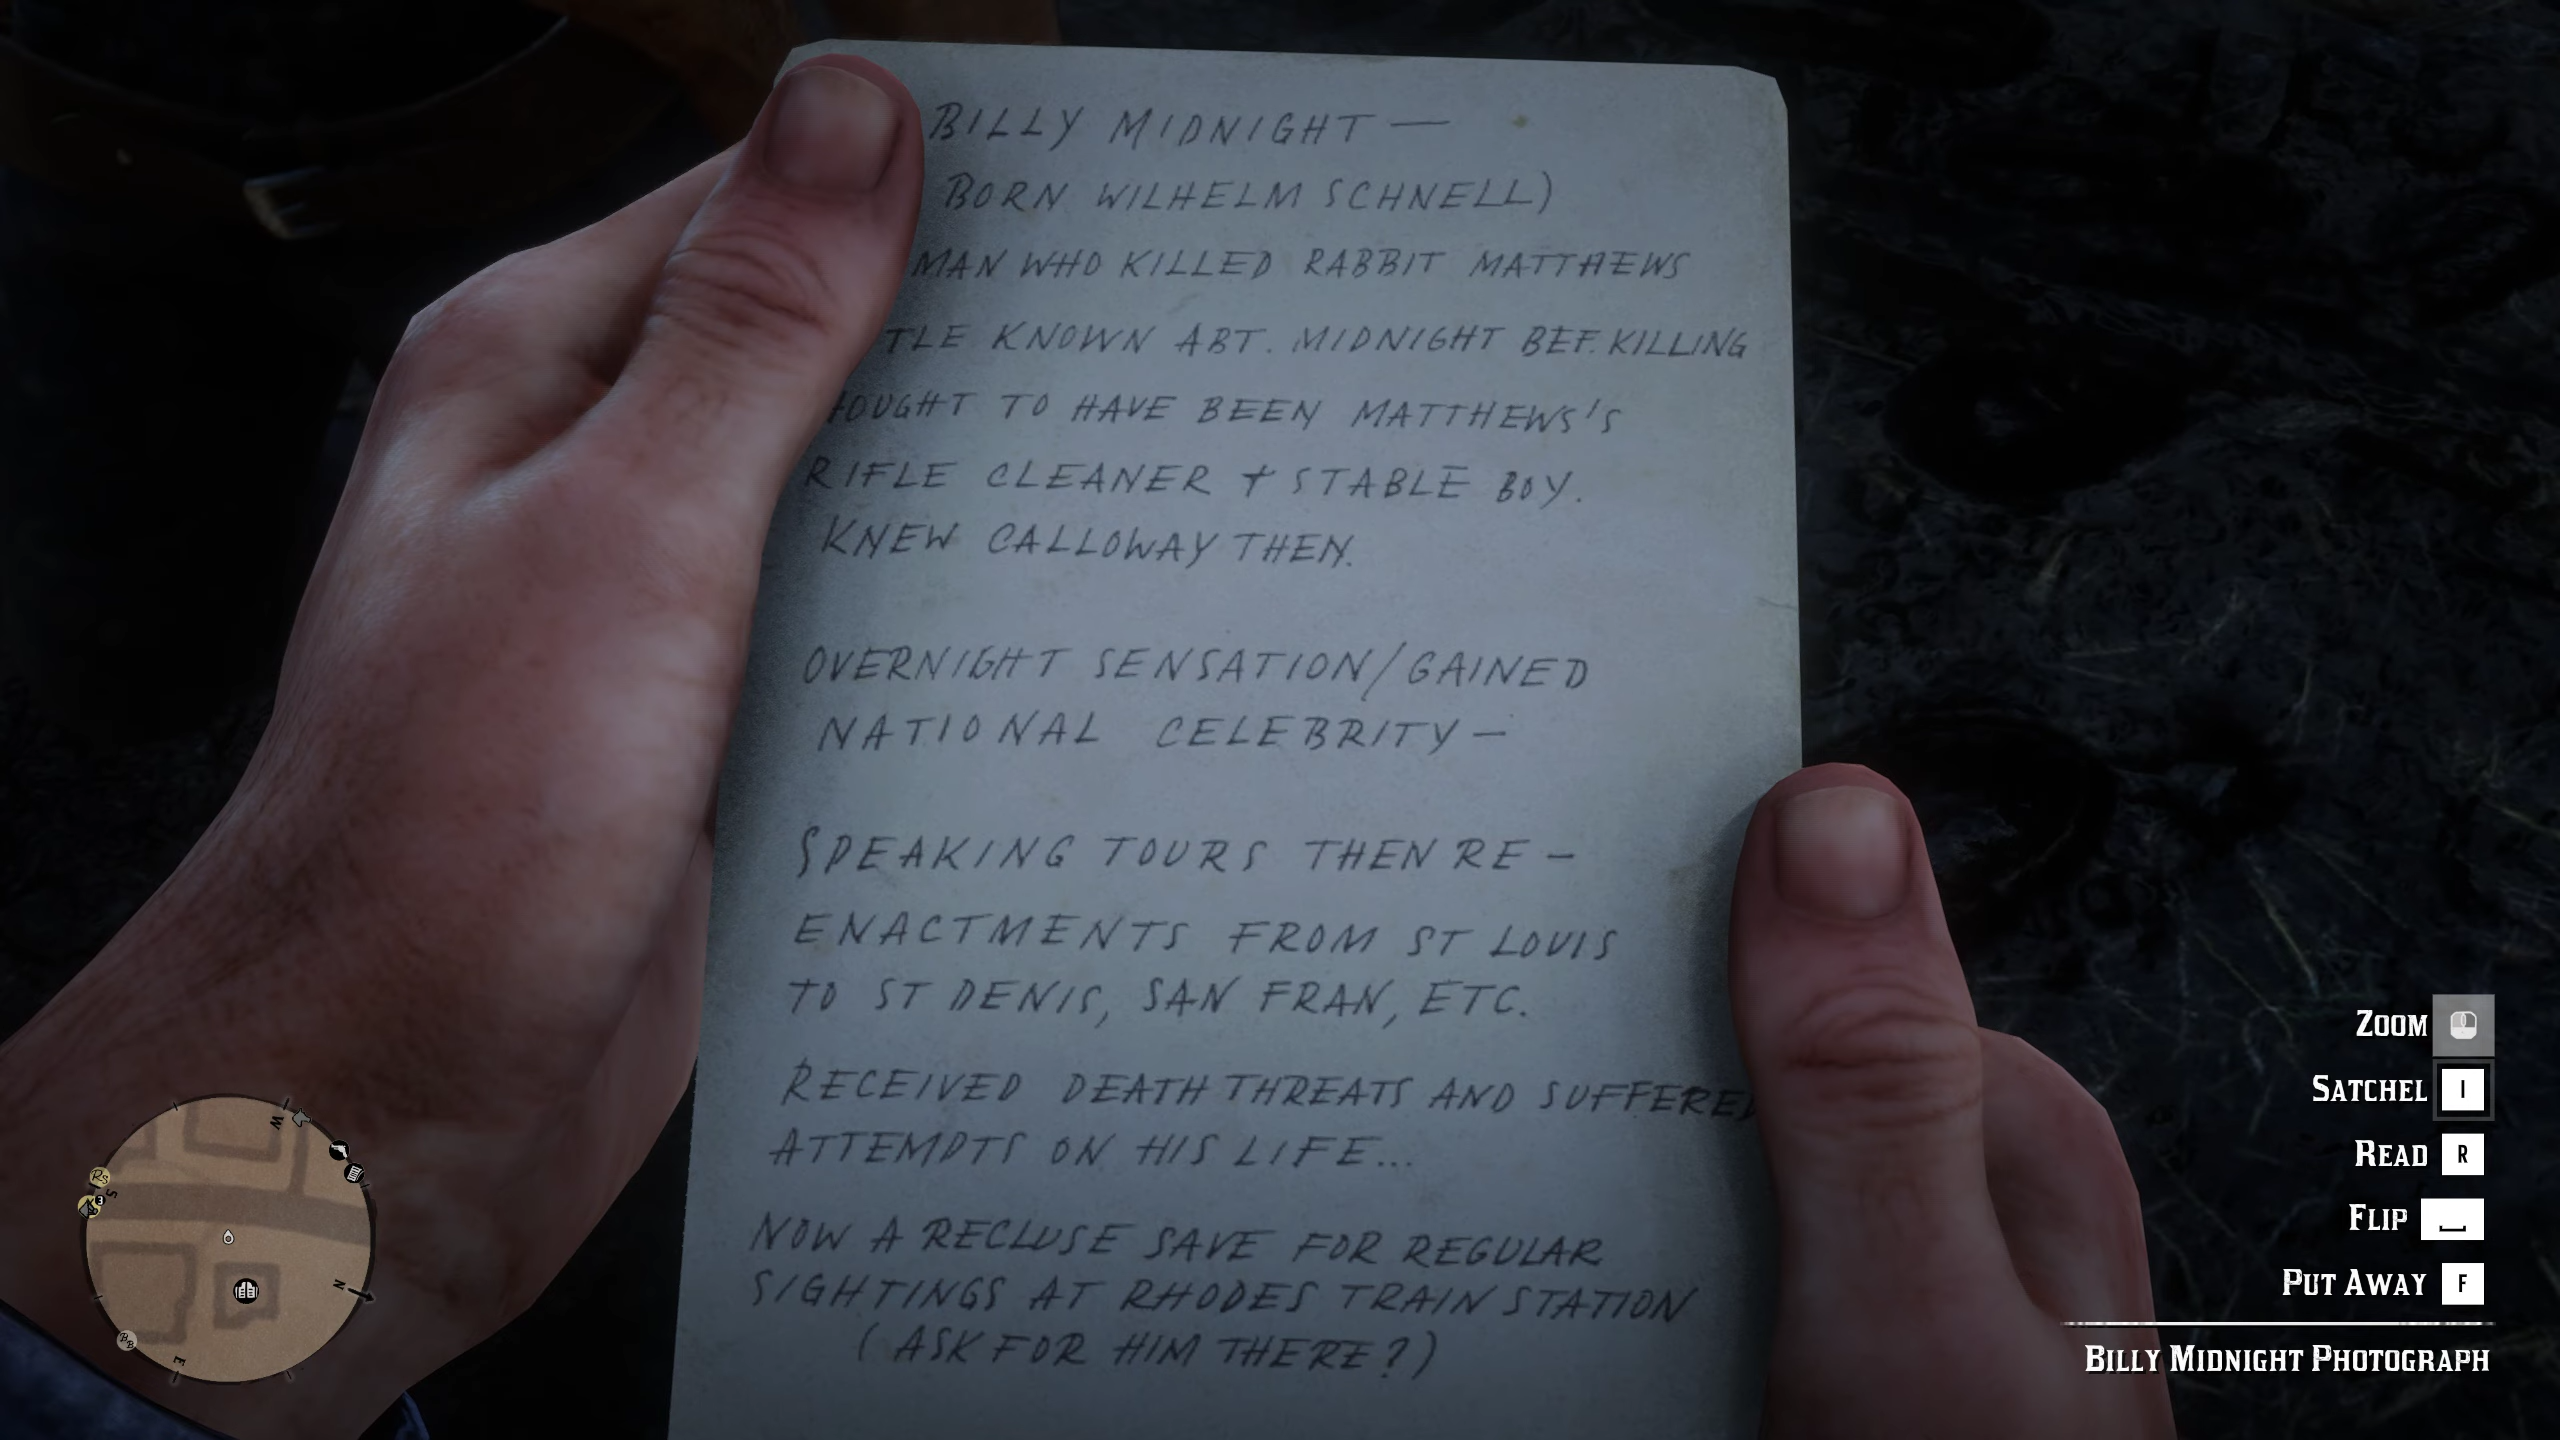 BILLY MIDNIGHT —
BORN WILHELM SCHNELL)
MAN WHO KILLED RABBIT MATTHEWS
TLE KNOWN ABT. MIDNIGHT BEF. KILLING
HOUGHT TO HAVE BEEN MATTHEWS'S
RIFLE CLEANER + STABLE BOY.
KNEW CALLOWAY THEN.
OVERNIGHT SENSATION/GAINED
NATIONAL CELEBRITY —
SPEAKING TOURS THEN RE –
ENACTMENTS FROM ST LOUIS
TO ST DENIS, SAN FRAN, ETC.
RECEIVED DEATH THREATS AND SUFFERED
ATTEMPTS ON HIS LIFE...
NOW A RECLUSE SAVE FOR REGULAR
SIGHTINGS AT RHODES TRAIN STATION
(ASK FOR HIM THERE?)
W
RS
S
3
N
BB
E
ZOOM
SATCHEL I
READ R
FLIP
PUT AWAY F
BILLY MIDNIGHT PHOTOGRAPH